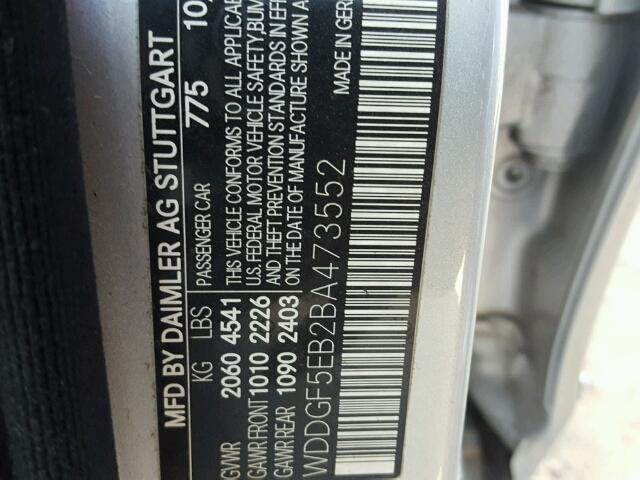 MFD BY DAIMLER AG STUTTGART
775 10
KG LBS PASSENGER CAR
GVWR 2060 4541 THIS VEHICLE CONFORMS TO ALL APPLICABLE
GAWR FRONT 1010 2226 U.S. FEDERAL MOTOR VEHICLE SAFETY, BUM
GAWR REAR 1090 2403 AND THEFT PREVENTION STANDARDS IN EFF
ON THE DATE OF MANUFACTURE SHOWN A
WDDGF5EB2BA473552
MADE IN GER